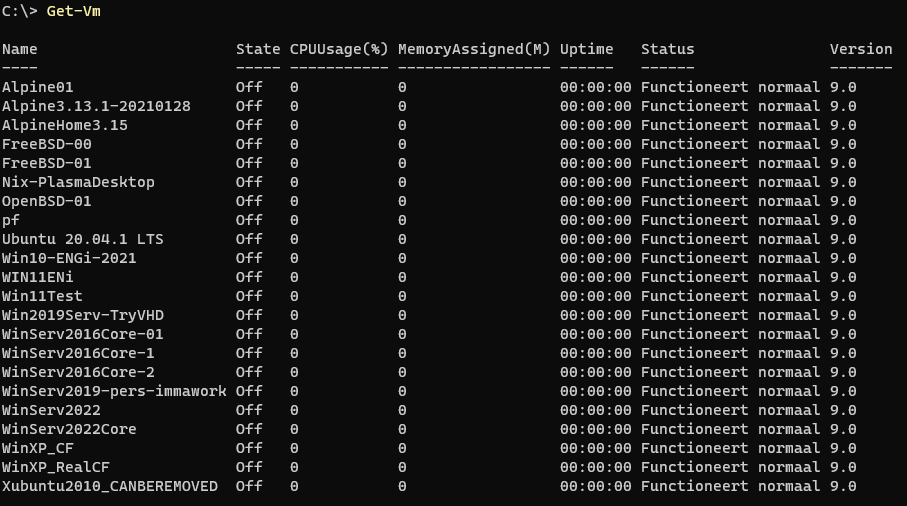 C:\> Get-Vm
Name State CPUUsage(%) MemoryAssigned(M) Uptime Status Version
---- ----- ----------- ----------------- ------ ------ -------
Alpine01 Off 0 0 00:00:00 Functioneert normaal 9.0
Alpine3.13.1-20210128 Off 0 0 00:00:00 Functioneert normaal 9.0
AlpineHome3.15 Off 0 0 00:00:00 Functioneert normaal 9.0
FreeBSD-00 Off 0 0 00:00:00 Functioneert normaal 9.0
FreeBSD-01 Off 0 0 00:00:00 Functioneert normaal 9.0
Nix-PlasmaDesktop Off 0 0 00:00:00 Functioneert normaal 9.0
OpenBSD-01 Off 0 0 00:00:00 Functioneert normaal 9.0
pf Off 0 0 00:00:00 Functioneert normaal 9.0
Ubuntu 20.04.1 LTS Off 0 0 00:00:00 Functioneert normaal 9.0
Win10-ENGi-2021 Off 0 0 00:00:00 Functioneert normaal 9.0
WIN11ENi Off 0 0 00:00:00 Functioneert normaal 9.0
Win11Test Off 0 0 00:00:00 Functioneert normaal 9.0
Win2019Serv-TryVHD Off 0 0 00:00:00 Functioneert normaal 9.0
WinServ2016Core-01 Off 0 0 00:00:00 Functioneert normaal 9.0
WinServ2016Core-1 Off 0 0 00:00:00 Functioneert normaal 9.0
WinServ2016Core-2 Off 0 0 00:00:00 Functioneert normaal 9.0
WinServ2019-pers-immawork Off 0 0 00:00:00 Functioneert normaal 9.0
WinServ2022 Off 0 0 00:00:00 Functioneert normaal 9.0
WinServ2022Core Off 0 0 00:00:00 Functioneert normaal 9.0
WinXP_CF Off 0 0 00:00:00 Functioneert normaal 9.0
WinXP_RealCF Off 0 0 00:00:00 Functioneert normaal 9.0
Xubuntu2010_CANBEREMOVED Off 0 0 00:00:00 Functioneert normaal 9.0